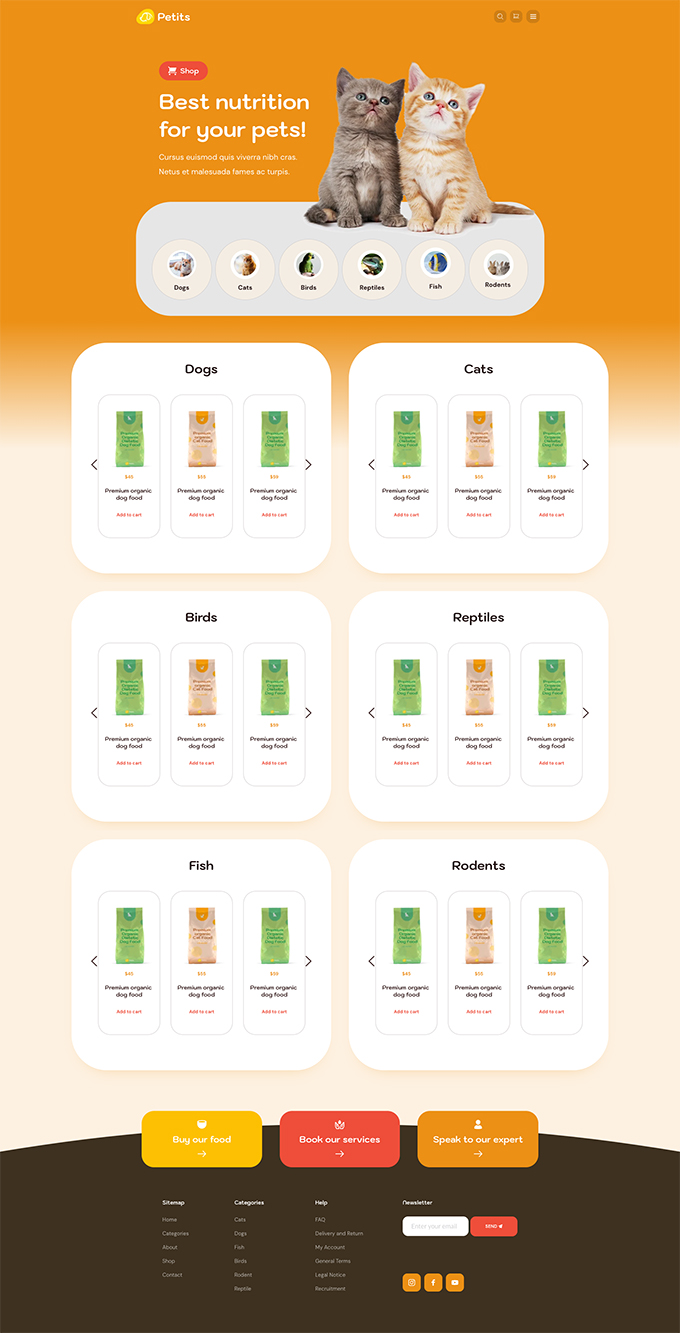 Petits
Shop
Best nutrition
for your pets!
Cursus euismod quis viverra nibh cras.
Netus et malesuada fames ac turpis.
Dogs
Cats
Birds
Reptiles
Fish
Rodents
Dogs
$45
$55
$59
Premium organic
dog food
Premium organic
dog food
Premium organic
dog food
Add to cart
Add to cart
Add to cart
Cats
$45
$55
$59
Premium organic
dog food
Premium organic
dog food
Premium organic
dog food
Add to cart
Add to cart
Add to cart
Birds
$45
$55
$59
Premium organic
dog food
Premium organic
dog food
Premium organic
dog food
Add to cart
Add to cart
Add to cart
Reptiles
$45
$55
$59
Premium organic
dog food
Premium organic
dog food
Premium organic
dog food
Add to cart
Add to cart
Add to cart
Fish
$45
$55
$59
Premium organic
dog food
Premium organic
dog food
Premium organic
dog food
Add to cart
Add to cart
Add to cart
Rodents
$45
$55
$59
Premium organic
dog food
Premium organic
dog food
Premium organic
dog food
Add to cart
Add to cart
Add to cart
Buy our food
Book our services
Speak to our expert
Sitemap
Home
Categories
About
Shop
Contact
Categories
Cats
Dogs
Fish
Birds
Rodent
Reptile
Help
FAQ
Delivery and Return
My Account
General Terms
Legal Notice
Recruitment
Newsletter
Enter your email
SEND